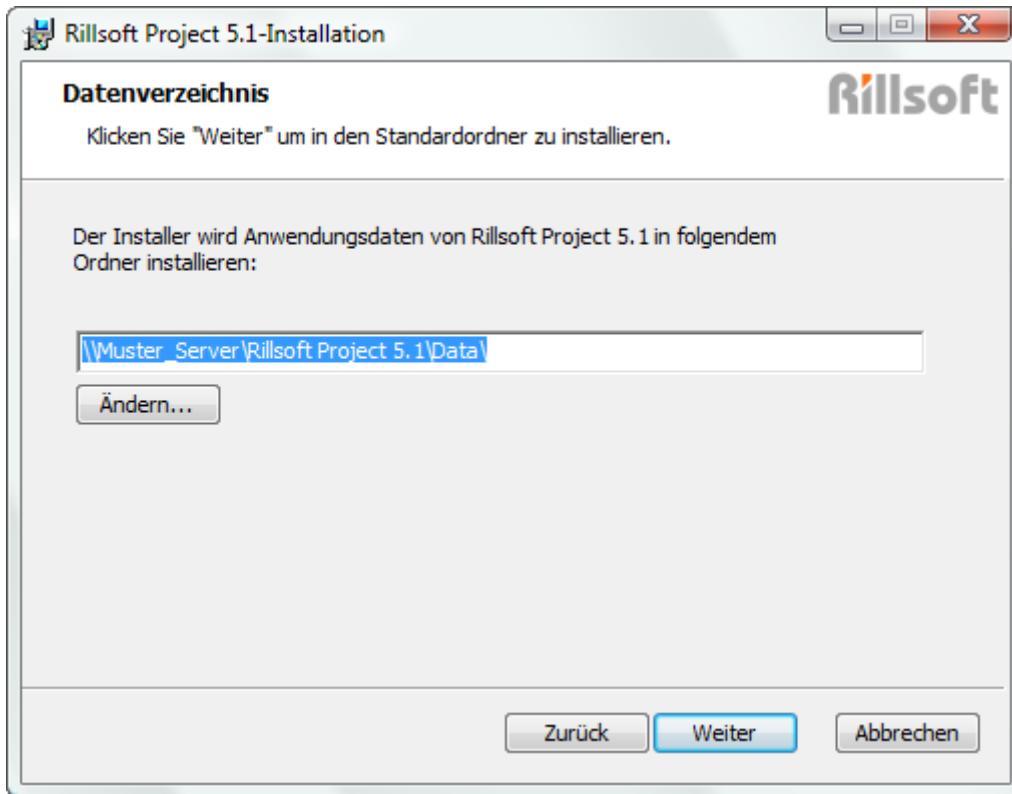 Rillsoft Project 5.1-Installation
Datenverzeichnis
Rillsoft
Klicken Sie "Weiter" um in den Standardordner zu installieren.
Der Installer wird Anwendungsdaten von Rillsoft Project 5.1 in folgendem
Ordner installieren:
\\Muster_Server\Rillsoft Project 5.1\Data\
Ändern...
Zurück
Weiter
Abbrechen